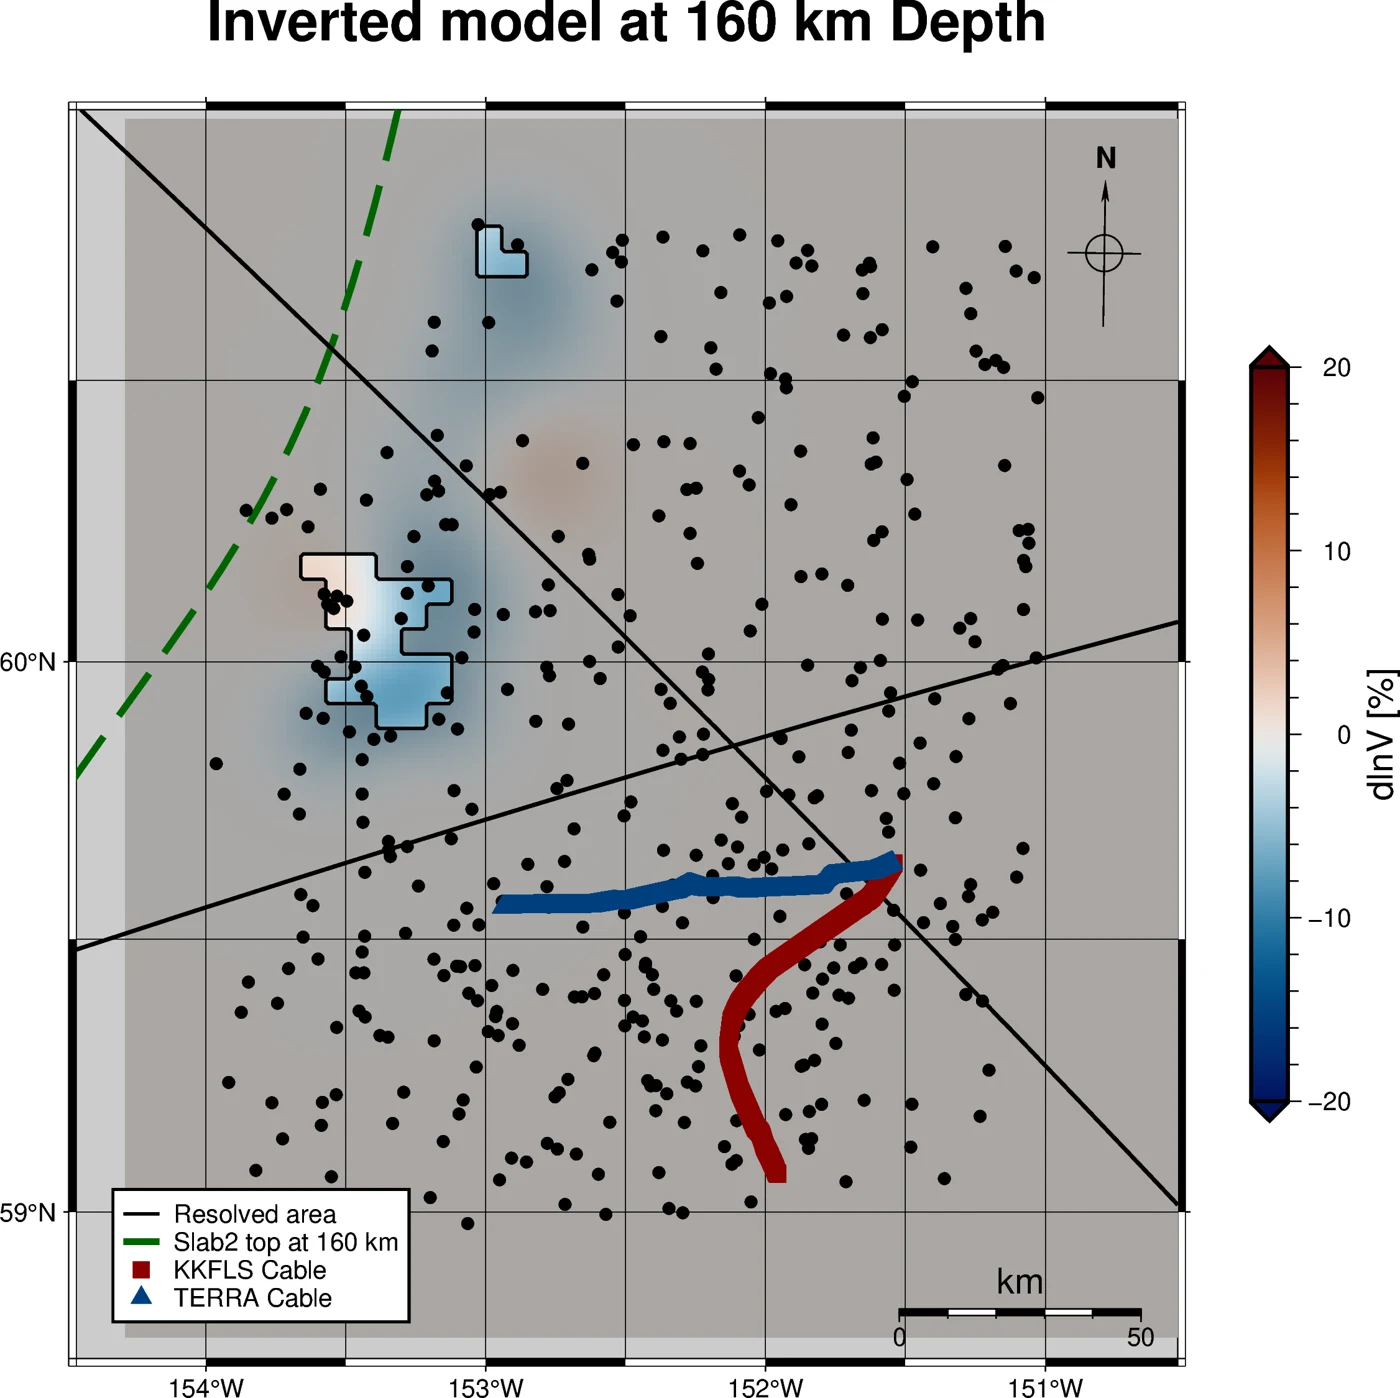 Inverted model at 160 km Depth
N
20
10
0
−10
−20
dlnV [%]
60°N
59°N
Resolved area
Slab2 top at 160 km
KKFLS Cable
TERRA Cable
km
0 50
154°W 153°W 152°W 151°W